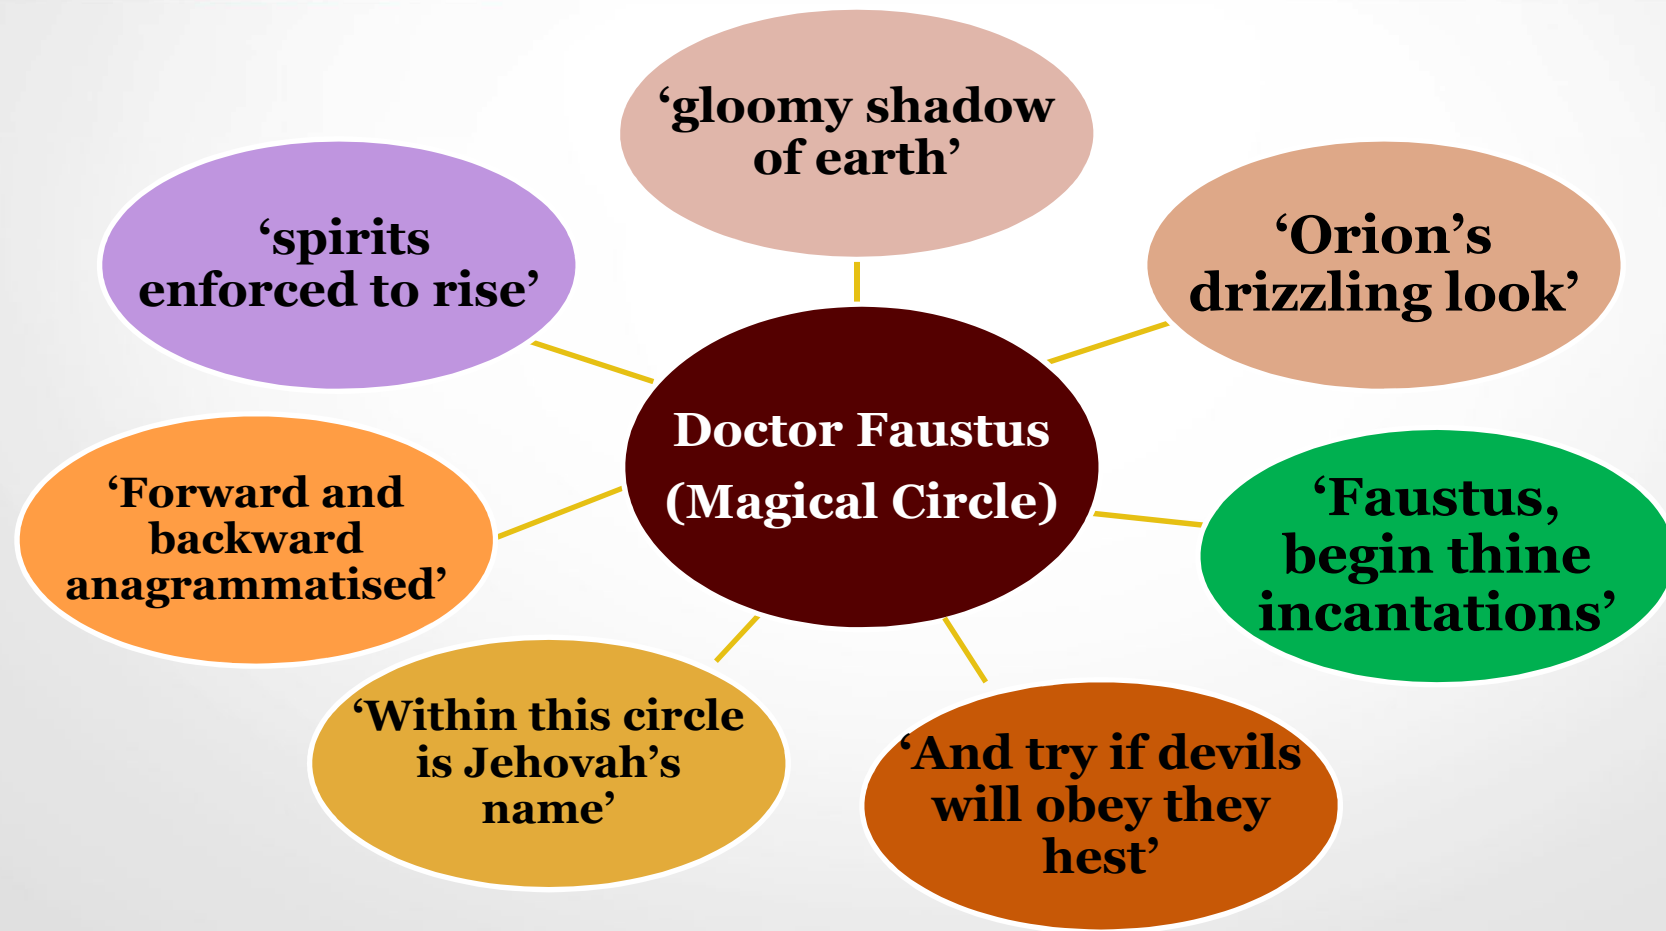 ‘gloomy shadow
of earth’
‘Orion’s
drizzling look’
‘Faustus,
begin thine
incantations’
‘And try if devils
will obey they
hest’
‘Within this circle
is Jehovah’s
name’
‘Forward and
backward
anagrammatised’
‘spirits
enforced to rise’
Doctor Faustus
(Magical Circle)